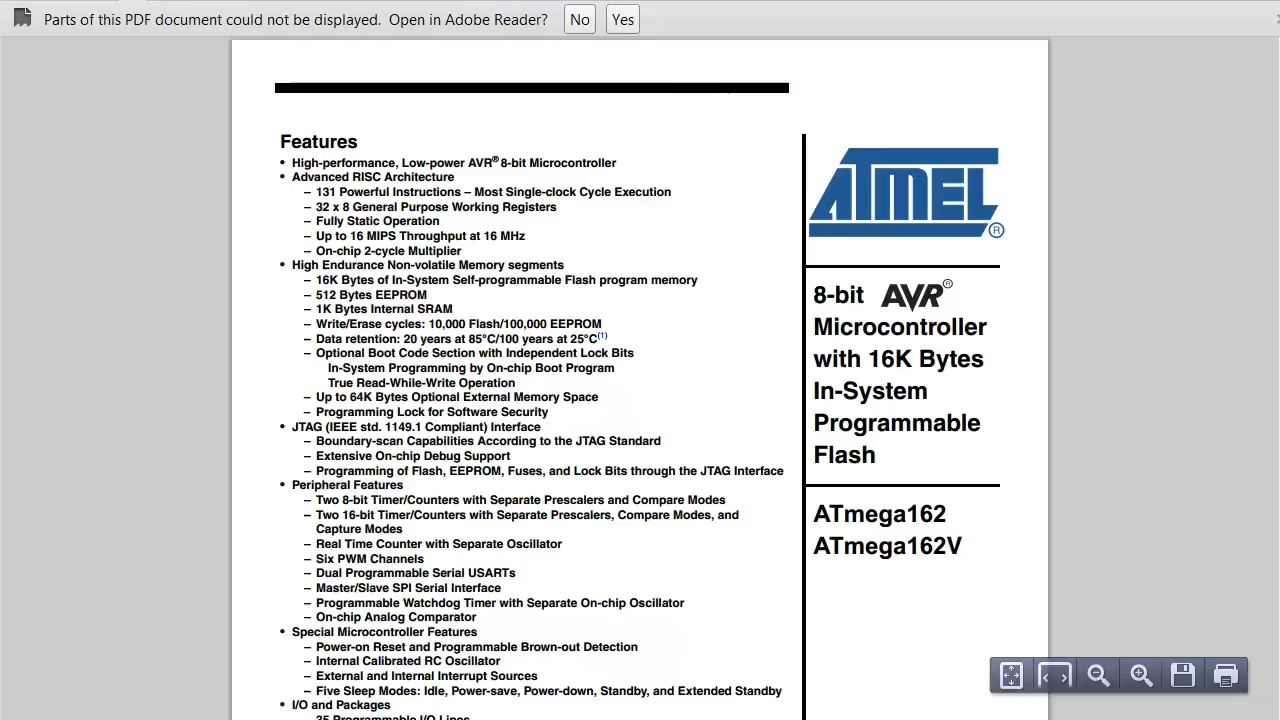 Parts of this PDF document could not be displayed. Open in Adobe Reader? No Yes
Features
• High-performance, Low-power AVR® 8-bit Microcontroller
• Advanced RISC Architecture
– 131 Powerful Instructions – Most Single-clock Cycle Execution
– 32 x 8 General Purpose Working Registers
– Fully Static Operation
– Up to 16 MIPS Throughput at 16 MHz
– On-chip 2-cycle Multiplier
• High Endurance Non-volatile Memory segments
– 16K Bytes of In-System Self-programmable Flash program memory
– 512 Bytes EEPROM
– 1K Bytes Internal SRAM
– Write/Erase cycles: 10,000 Flash/100,000 EEPROM
– Data retention: 20 years at 85°C/100 years at 25°C(1)
– Optional Boot Code Section with Independent Lock Bits
In-System Programming by On-chip Boot Program
True Read-While-Write Operation
– Up to 64K Bytes Optional External Memory Space
– Programming Lock for Software Security
• JTAG (IEEE std. 1149.1 Compliant) Interface
– Boundary-scan Capabilities According to the JTAG Standard
– Extensive On-chip Debug Support
– Programming of Flash, EEPROM, Fuses, and Lock Bits through the JTAG Interface
• Peripheral Features
– Two 8-bit Timer/Counters with Separate Prescalers and Compare Modes
– Two 16-bit Timer/Counters with Separate Prescalers, Compare Modes, and
Capture Modes
– Real Time Counter with Separate Oscillator
– Six PWM Channels
– Dual Programmable Serial USARTs
– Master/Slave SPI Serial Interface
– Programmable Watchdog Timer with Separate On-chip Oscillator
– On-chip Analog Comparator
• Special Microcontroller Features
– Power-on Reset and Programmable Brown-out Detection
– Internal Calibrated RC Oscillator
– External and Internal Interrupt Sources
– Five Sleep Modes: Idle, Power-save, Power-down, Standby, and Extended Standby
• I/O and Packages
– 35 Programmable I/O Lines
ATMEL®
8-bit AVR®
Microcontroller
with 16K Bytes
In-System
Programmable
Flash
ATmega162
ATmega162V